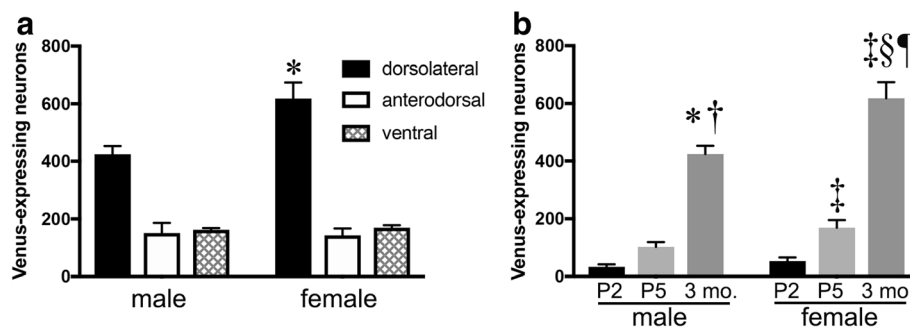 a
Venus-expressing neurons
800
600
400
200
0
*
dorsolateral
anterodorsal
ventral
male
female
b
Venus-expressing neurons
800
600
400
200
0
*†
‡
‡§¶
P2 P5 3 mo.
P2 P5 3 mo
male
female